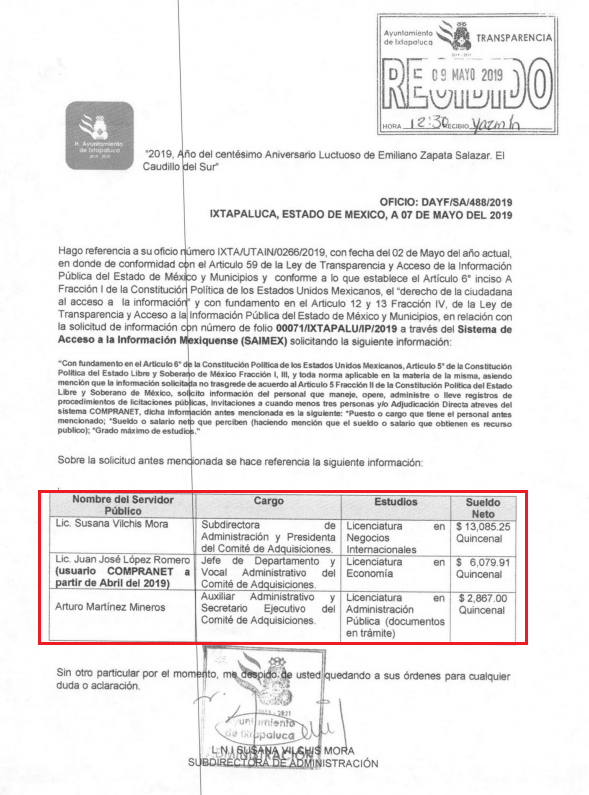 Ayuntamiento
de Ixtapaluca
TRANSPARENCIA
RECIBIDO
09 MAYO 2019
HORA 12:30 RECIBIO Yazmín
H. Ayuntamiento
de Ixtapaluca
2019 - 2021
"2019, Año del centésimo Aniversario Luctuoso de Emiliano Zapata Salazar. El
Caudillo del Sur"
OFICIO: DAYF/SA/488/2019
IXTAPALUCA, ESTADO DE MEXICO, A 07 DE MAYO DEL 2019
Hago referencia a su oficio número IXTA/UTAIN/0266/2019, con fecha del 02 de Mayo del año actual,
en donde de conformidad con el Articulo 59 de la Ley de Transparencia y Acceso de la Información
Pública del Estado de México y Municipios y conforme a lo que establece el Artículo 6° inciso A
Fracción I de la Constitución Política de los Estados Unidos Mexicanos, el "derecho de la ciudadana
al acceso a la información" y con fundamento en el Articulo 12 y 13 Fracción IV, de la Ley de
Transparencia y Acceso a la Información Pública del Estado de México y Municipios, en relación con
la solicitud de información con número de folio 00071/IXTAPALU/IP/2019 a través del Sistema de
Acceso a la Información Mexiquense (SAIMEX) solicitando la siguiente información:
"Con fundamento en el Articulo 6° de la Constitución Política de los Estados Unidos Mexicanos, Articulo 5° de la Constitución
Política del Estado Libre y Soberano de México Fracción I, III, y toda norma aplicable en la materia de la misma, asiendo
mención que la información solicitada no trasgrede de acuerdo al Articulo 5 Fracción II de la Constitución Política del Estado
Libre y Soberano de México, solicito información del personal que maneje, opere, administre o lleve registros de
procedimientos de licitaciones públicas, Invitaciones a cuando menos tres personas y/o Adjudicación Directa atreves del
sistema COMPRANET, dicha información antes mencionada es la siguiente: *Puesto o cargo que tiene el personal antes
mencionado; *Sueldo o salario neto que perciben (haciendo mención que el sueldo o salario que obtienen es recurso
publico); *Grado máximo de estudios."
Sobre la solicitud antes mencionada se hace referencia la siguiente información:
Nombre del Servidor Cargo Estudios Sueldo
Público Neto
Lic. Susana Vilchis Mora Subdirectora de Licenciatura en $ 13,085.25
Administración y Presidenta Negocios Quincenal
del Comité de Adquisiciones. Internacionales
Lic. Juan José López Romero Jefe de Departamento y Licenciatura en $ 6,079.91
(usuario COMPRANET a Vocal Administrativo del Economía Quincenal
partir de Abril del 2019) Comité de Adquisiciones.
Auxiliar Administrativo y Licenciatura en $ 2,867.00
Arturo Martínez Mineros Secretario Ejecutivo del Administración Quincenal
Comité de Adquisiciones. Pública (documentos
en trámite)
Sin otro particular por el momento, me despido de usted quedando a sus órdenes para cualquier
duda o aclaración.
2019 - 2021
Ayuntamiento
de Ixtapaluca
ADMINISTRACIÓN
L.N.I SUSANA VILCHIS MORA
SUBDIRECTORA DE ADMINISTRACIÓN